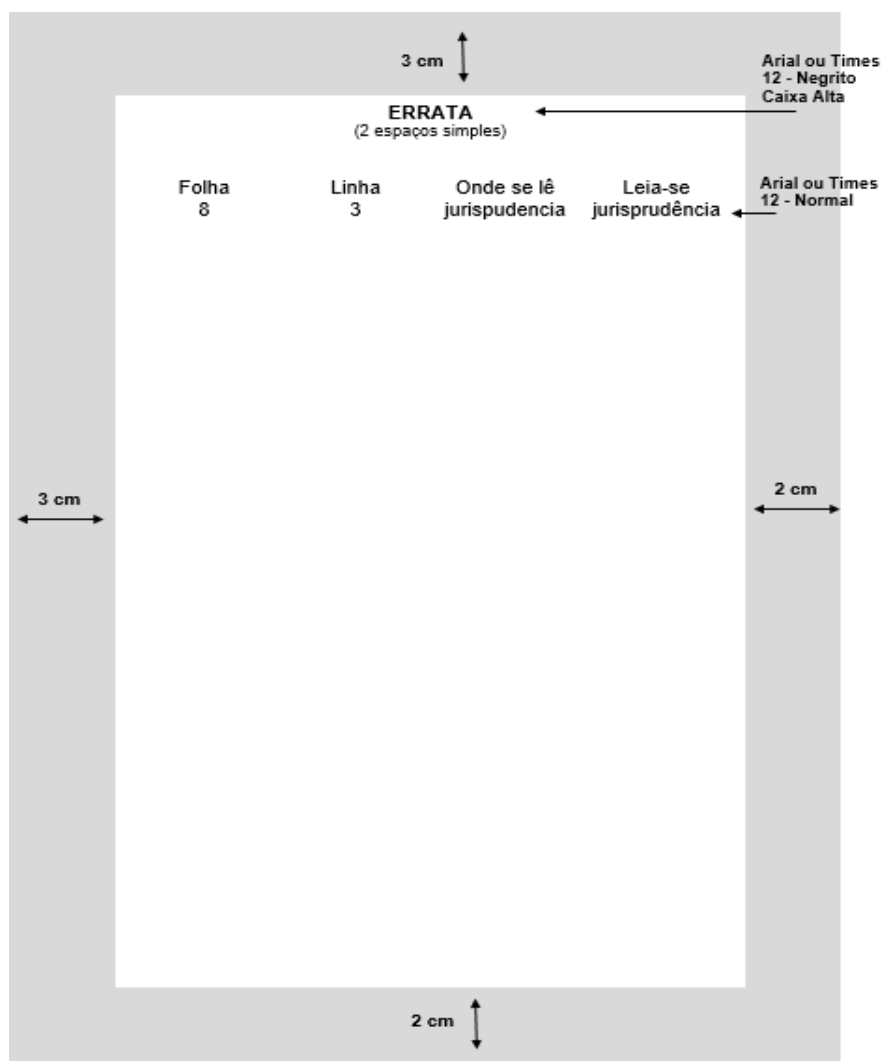 3 cm
Arial ou Times
12 - Negrito
Caixa Alta
ERRATA
(2 espaços simples)
Folha Linha Onde se lê Leia-se
8 3 jurispudencia jurisprudência
Arial ou Times
12 - Normal
3 cm
2 cm
2 cm